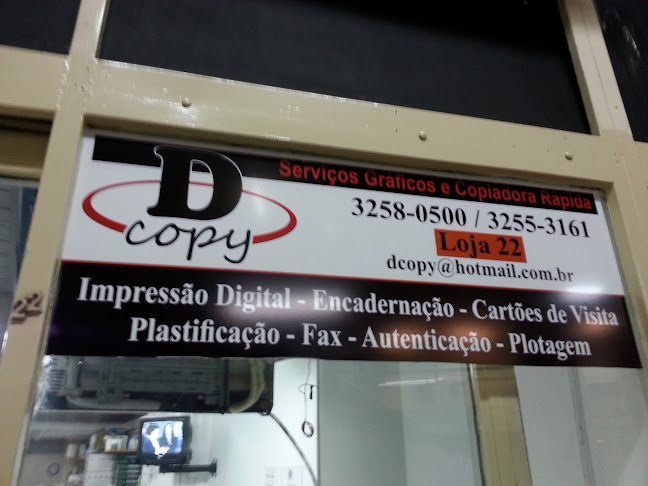 D copy
Serviços Gráficos e Copiadora Rápida
3258-0500 / 3255-3161
Loja 22
dcopy@hotmail.com.br
Impressão Digital - Encadernação - Cartões de Visita
Plastificação - Fax - Autenticação - Plotagem
22